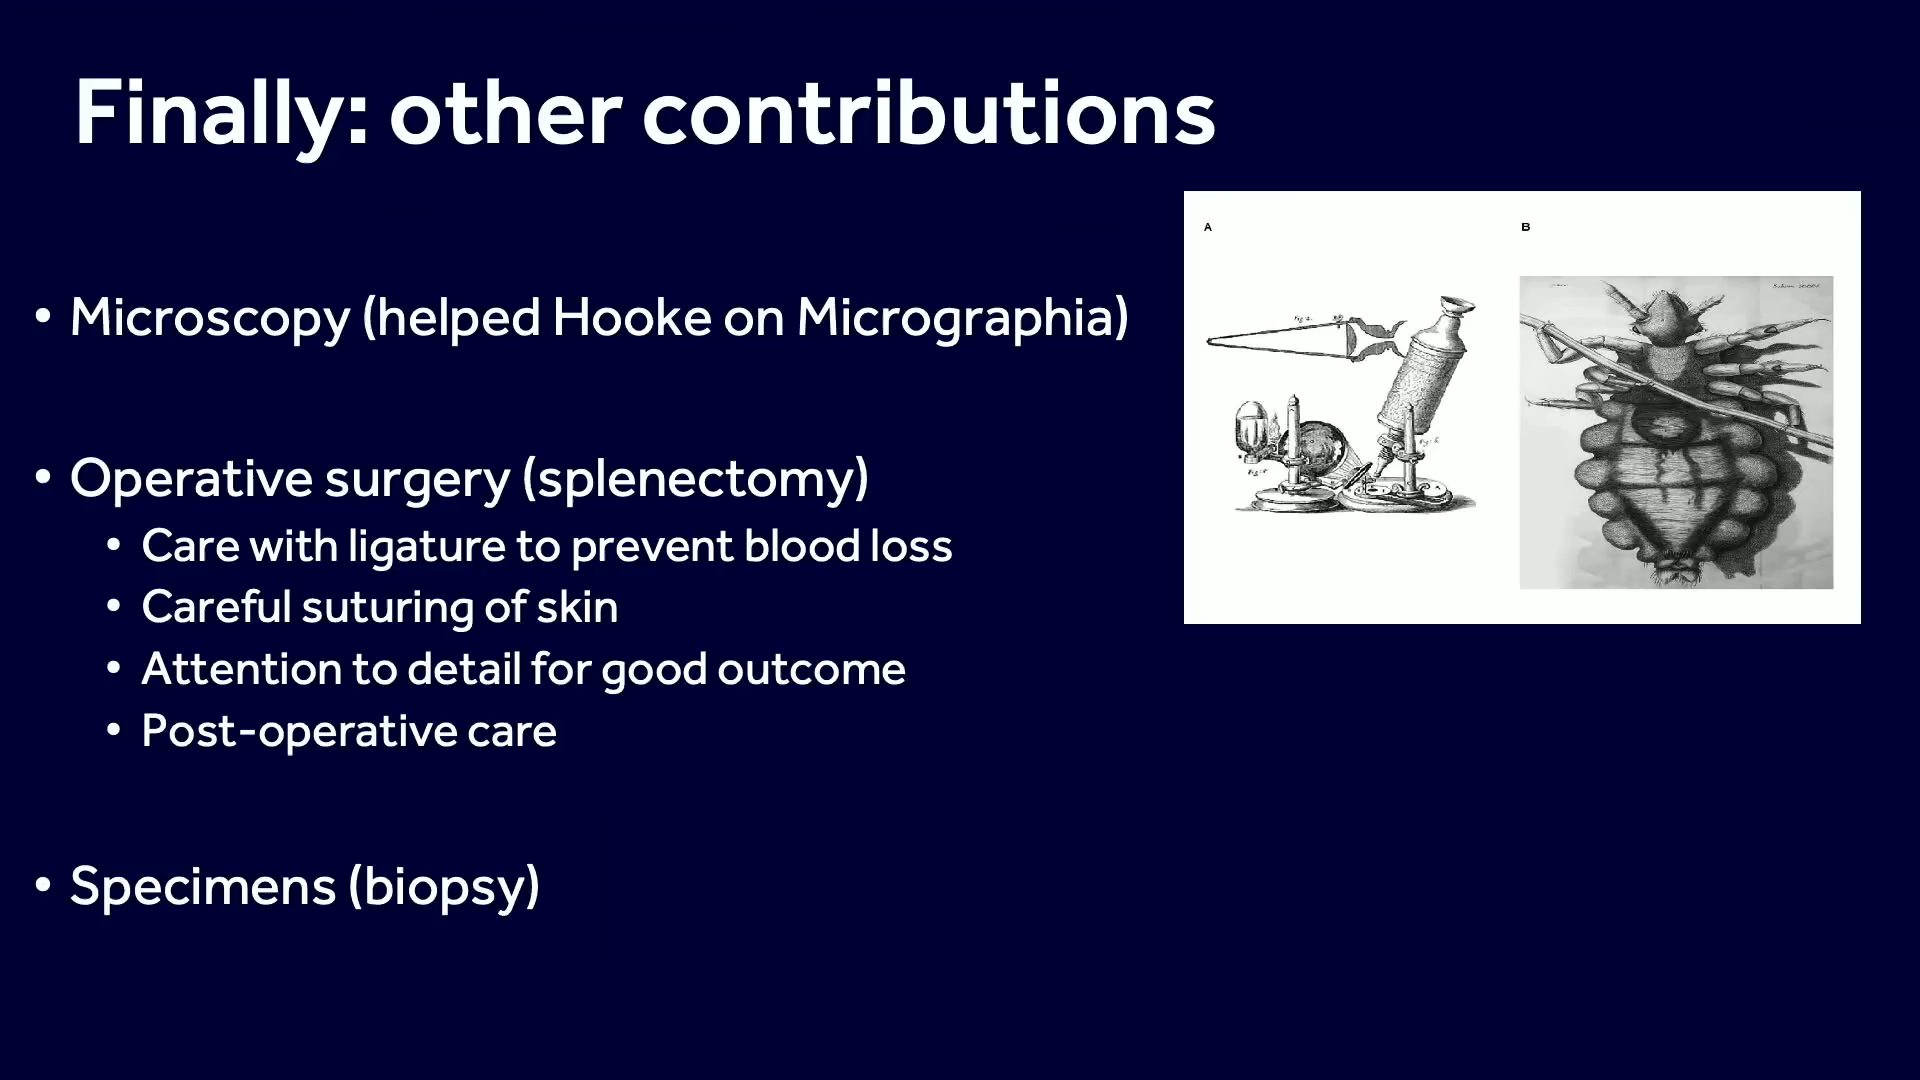 Finally: other contributions
• Microscopy (helped Hooke on Micrographia)
• Operative surgery (splenectomy)
• Care with ligature to prevent blood loss
• Careful suturing of skin
• Attention to detail for good outcome
• Post-operative care
• Specimens (biopsy)
A
B